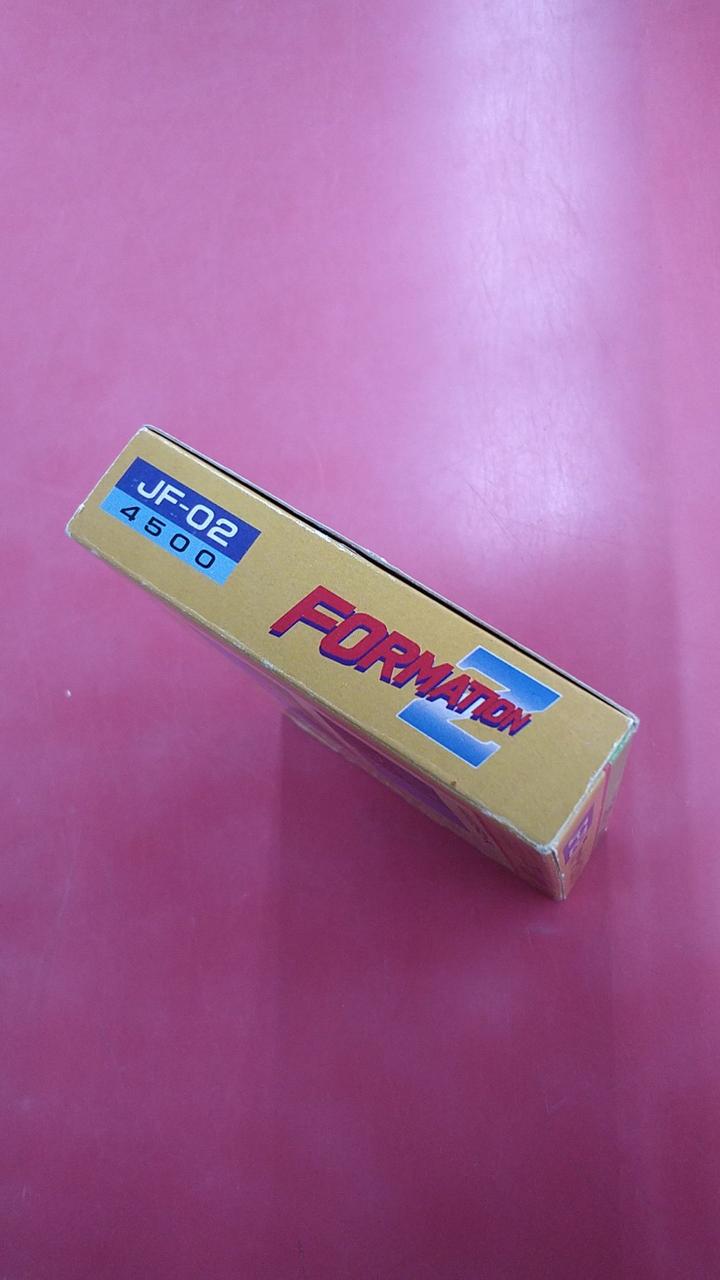 JF-02
4500
FORMATION
Z